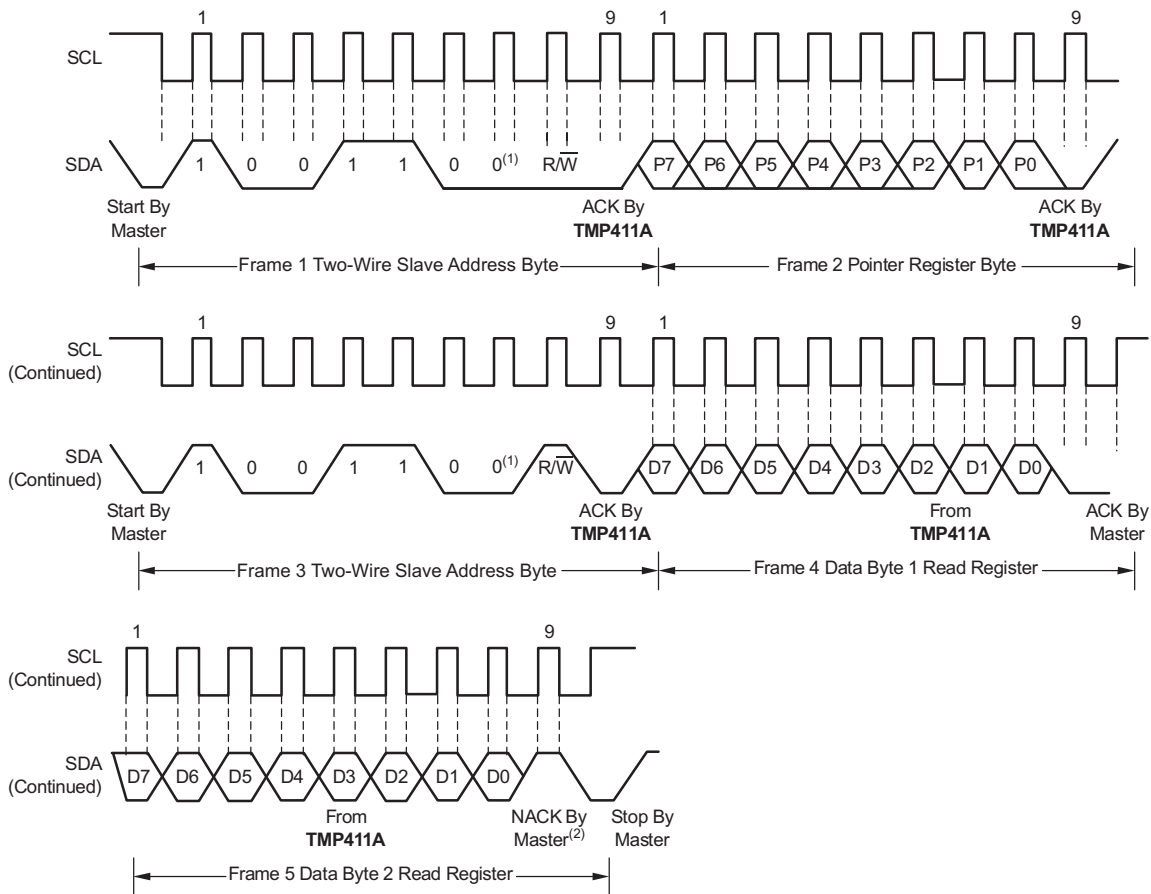 1 9 1 9
SCL
SDA 1 0 0 1 1 0 0(1) R/W̅ P7 P6 P5 P4 P3 P2 P1 P0
Start By ACK By ACK By
Master TMP411A TMP411A
Frame 1 Two-Wire Slave Address Byte Frame 2 Pointer Register Byte
1 9 1 9
SCL
(Continued)
SDA
(Continued) 1 0 0 1 1 0 0(1) R/W̅ D7 D6 D5 D4 D3 D2 D1 D0
Start By ACK By From ACK By
Master TMP411A TMP411A Master
Frame 3 Two-Wire Slave Address Byte Frame 4 Data Byte 1 Read Register
1 9
SCL
(Continued)
SDA
(Continued) D7 D6 D5 D4 D3 D2 D1 D0
From NACK By Stop By
TMP411A Master(2) Master
Frame 5 Data Byte 2 Read Register